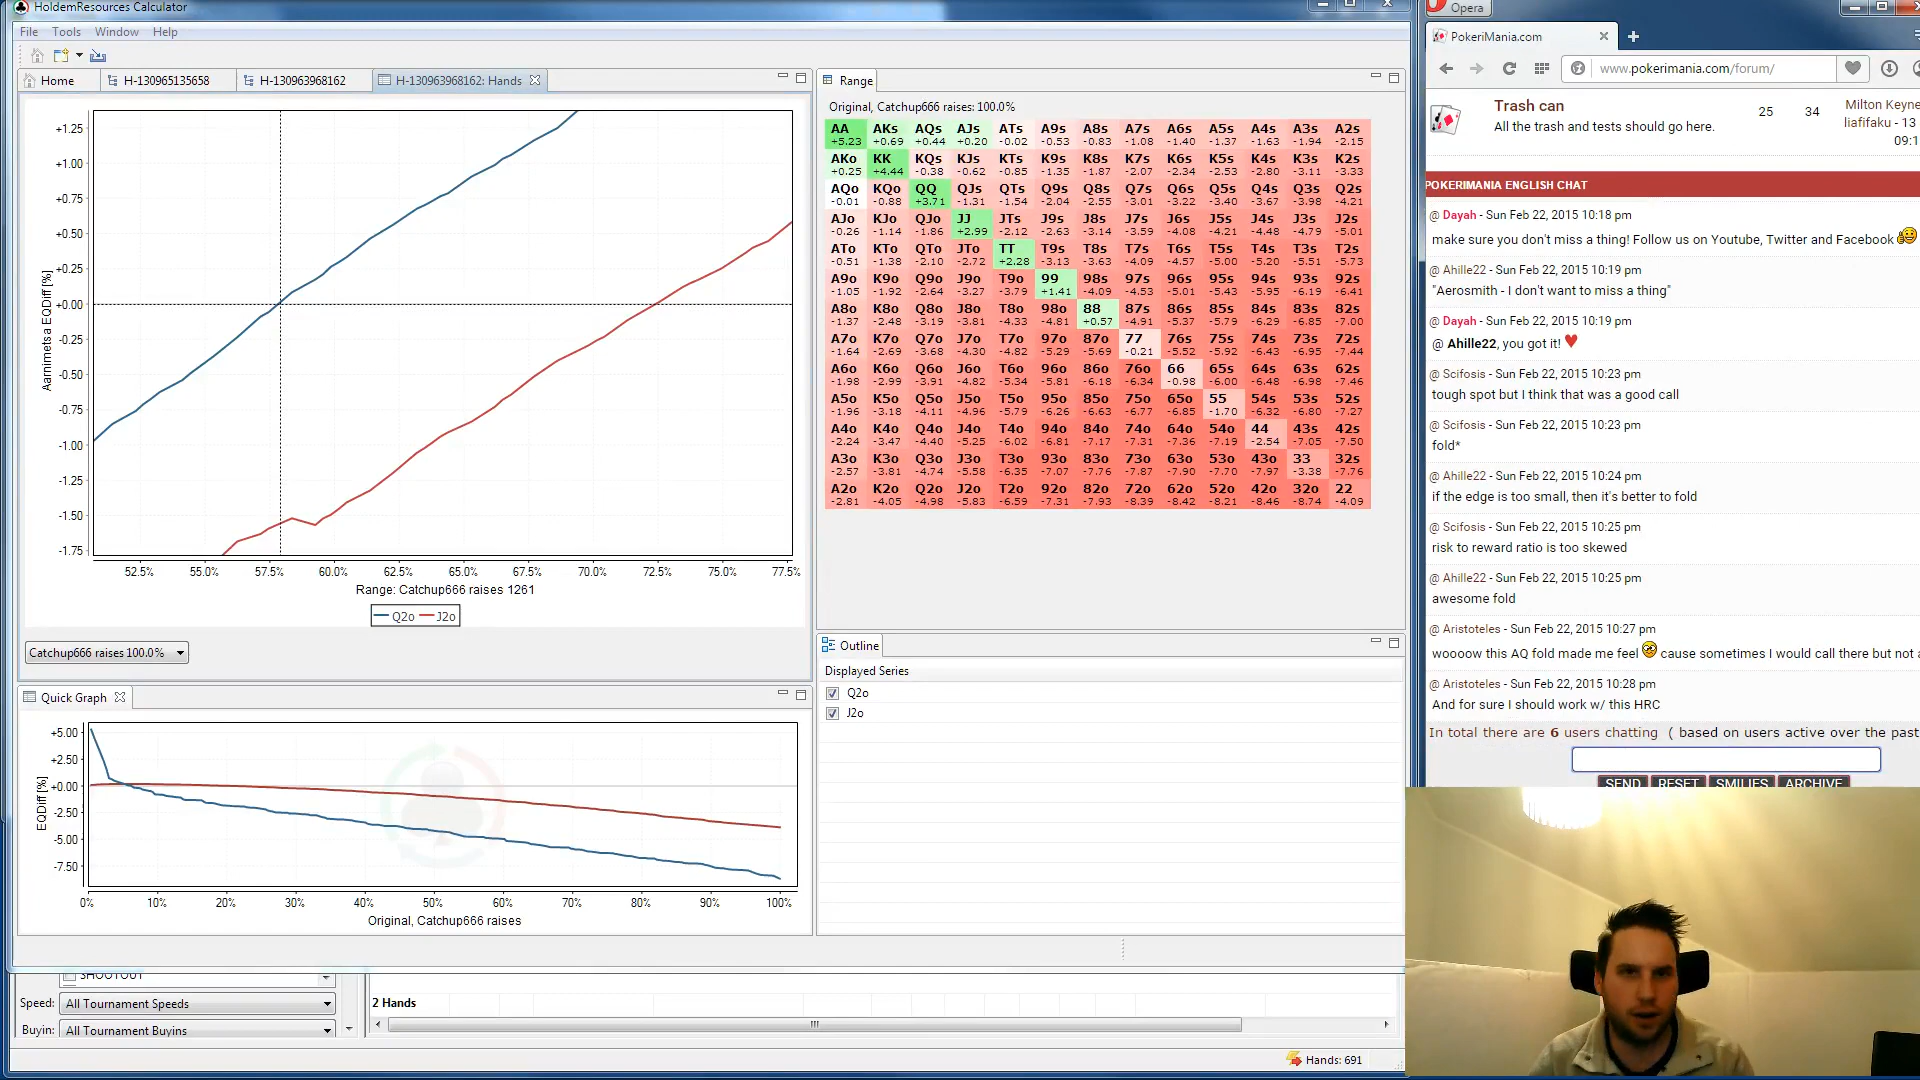 HoldemResources Calculator
File Tools Window Help
Home H-130965135658 H-130963968162 H-130963968162: Hands
+1.25
+1.00
+0.75
+0.50
+0.25
+0.00
-0.25
-0.50
-0.75
-1.00
-1.25
-1.50
-1.75
Aarnimets a EQDiff [%]
52.5% 55.0% 57.5% 60.0% 62.5% 65.0% 67.5% 70.0% 72.5% 75.0% 77.5%
Range: Catchup666 raises 1261
Q2o J2o
Catchup666 raises 100.0%
Quick Graph
+5.00
+2.50
+0.00
-2.50
-5.00
-7.50
EQDiff [%]
0% 10% 20% 30% 40% 50% 60% 70% 80% 90% 100%
Original, Catchup666 raises
Range
Original, Catchup666 raises: 100.0%
AA AKs AQs AJs ATs A9s A8s A7s A6s A5s A4s A3s A2s
+5.23 +0.69 +0.44 +0.20 -0.02 -0.53 -0.83 -1.08 -1.40 -1.37 -1.63 -1.94 -2.15
AKo KK KQs KJs KTs K9s K8s K7s K6s K5s K4s K3s K2s
+0.25 +4.44 -0.38 -0.62 -0.85 -1.35 -1.87 -2.07 -2.34 -2.53 -2.80 -3.11 -3.33
AQo KQo QQ QJs QTs Q9s Q8s Q7s Q6s Q5s Q4s Q3s Q2s
-0.01 -0.88 +3.71 -1.31 -1.54 -2.04 -2.55 -3.01 -3.22 -3.40 -3.67 -3.98 -4.21
AJo KJo QJo JJ JTs J9s J8s J7s J6s J5s J4s J3s J2s
-0.26 -1.14 -1.86 +2.99 -2.12 -2.63 -3.14 -3.59 -4.08 -4.21 -4.48 -4.79 -5.01
ATo KTo QTo JTo TT T9s T8s T7s T6s T5s T4s T3s T2s
-0.51 -1.38 -2.10 -2.72 +2.28 -3.13 -3.63 -4.09 -4.57 -5.00 -5.20 -5.51 -5.73
A9o K9o Q9o J9o T9o 99 98s 97s 96s 95s 94s 93s 92s
-1.05 -1.92 -2.64 -3.27 -3.79 +1.41 -4.09 -4.53 -5.01 -5.43 -5.95 -6.19 -6.41
A8o K8o Q8o J8o T8o 98o 88 87s 86s 85s 84s 83s 82s
-1.37 -2.48 -3.19 -3.81 -4.33 -4.81 +0.57 -4.91 -5.37 -5.79 -6.29 -6.85 -7.00
A7o K7o Q7o J7o T7o 97o 87o 77 76s 75s 74s 73s 72s
-1.64 -2.69 -3.68 -4.30 -4.82 -5.29 -5.69 -0.21 -5.52 -5.92 -6.43 -6.95 -7.44
A6o K6o Q6o J6o T6o 96o 86o 76o 66 65s 64s 63s 62s
-1.98 -2.99 -3.91 -4.82 -5.34 -5.81 -6.18 -6.34 -0.98 -6.00 -6.48 -6.98 -7.46
A5o K5o Q5o J5o T5o 95o 85o 75o 65o 55 54s 53s 52s
-1.96 -3.18 -4.11 -4.96 -5.79 -6.26 -6.63 -6.77 -6.85 -1.70 -6.32 -6.80 -7.27
A4o K4o Q4o J4o T4o 94o 84o 74o 64o 54o 44 43s 42s
-2.24 -3.47 -4.40 -5.25 -6.02 -6.81 -7.17 -7.31 -7.36 -7.19 -2.54 -7.05 -7.50
A3o K3o Q3o J3o T3o 93o 83o 73o 63o 53o 43o 33 32s
-2.57 -3.81 -4.74 -5.58 -6.35 -7.07 -7.76 -7.87 -7.90 -7.70 -7.97 -3.38 -7.76
A2o K2o Q2o J2o T2o 92o 82o 72o 62o 52o 42o 32o 22
-2.81 -4.05 -4.98 -5.83 -6.59 -7.31 -7.93 -8.39 -8.42 -8.21 -8.46 -8.74 -4.09
Outline
Displayed Series
Q2o
J2o
SHOOTOUT
Speed: All Tournament Speeds
Buyin: All Tournament Buyins
2 Hands
Hands: 691
Opera
PokeriMania.com
www.pokerimania.com/forum/
Trash can
All the trash and tests should go here.
25 34
Milton Keyne
liafifaku - 13
09:1
POKERIMANIA ENGLISH CHAT
@ Dayah - Sun Feb 22, 2015 10:18 pm
make sure you don't miss a thing! Follow us on Youtube, Twitter and Facebook
@ Ahille22 - Sun Feb 22, 2015 10:19 pm
"Aerosmith - I don't want to miss a thing"
@ Dayah - Sun Feb 22, 2015 10:19 pm
@ Ahille22, you got it!
@ Scifosis - Sun Feb 22, 2015 10:23 pm
tough spot but I think that was a good call
@ Scifosis - Sun Feb 22, 2015 10:23 pm
fold*
@ Ahille22 - Sun Feb 22, 2015 10:24 pm
if the edge is too small, then it's better to fold
@ Scifosis - Sun Feb 22, 2015 10:25 pm
risk to reward ratio is too skewed
@ Ahille22 - Sun Feb 22, 2015 10:25 pm
awesome fold
@ Aristoteles - Sun Feb 22, 2015 10:27 pm
woooow this AQ fold made me feel cause sometimes I would call there but not a
@ Aristoteles - Sun Feb 22, 2015 10:28 pm
And for sure I should work w/ this HRC
In total there are 6 users chatting ( based on users active over the past
SEND RESET SMILIES ARCHIVE